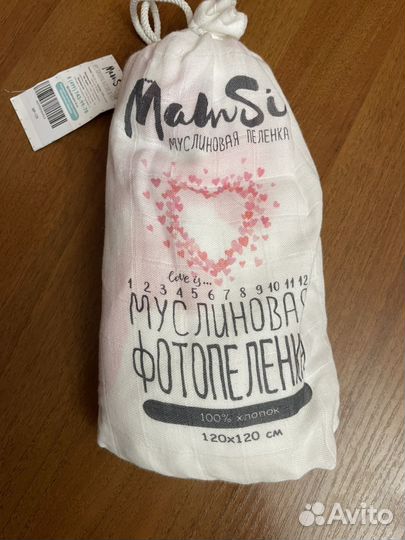 MamSi
МУСЛИНОВАЯ ПЕЛЕНКА
Love is...
1 2 3 4 5 6 7 8 9 10 11 12
МУСЛИНОВАЯ
ФОТОПЕЛЕНКА
100% хлопок
120x120 см
MamSi
Avito